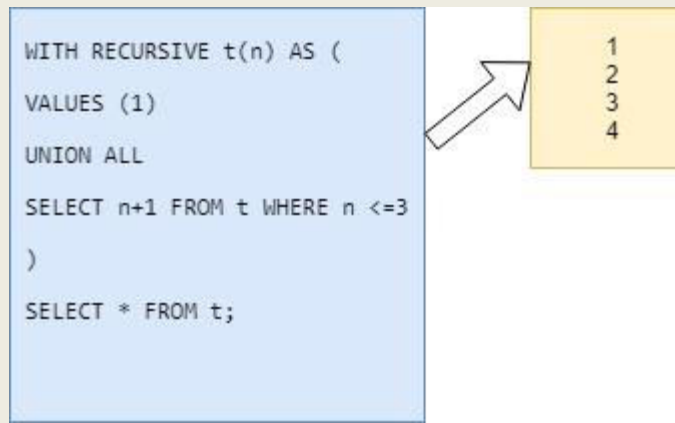 WITH RECURSIVE t(n) AS (
VALUES (1)
UNION ALL
SELECT n+1 FROM t WHERE n <=3
)
SELECT * FROM t;
1
2
3
4